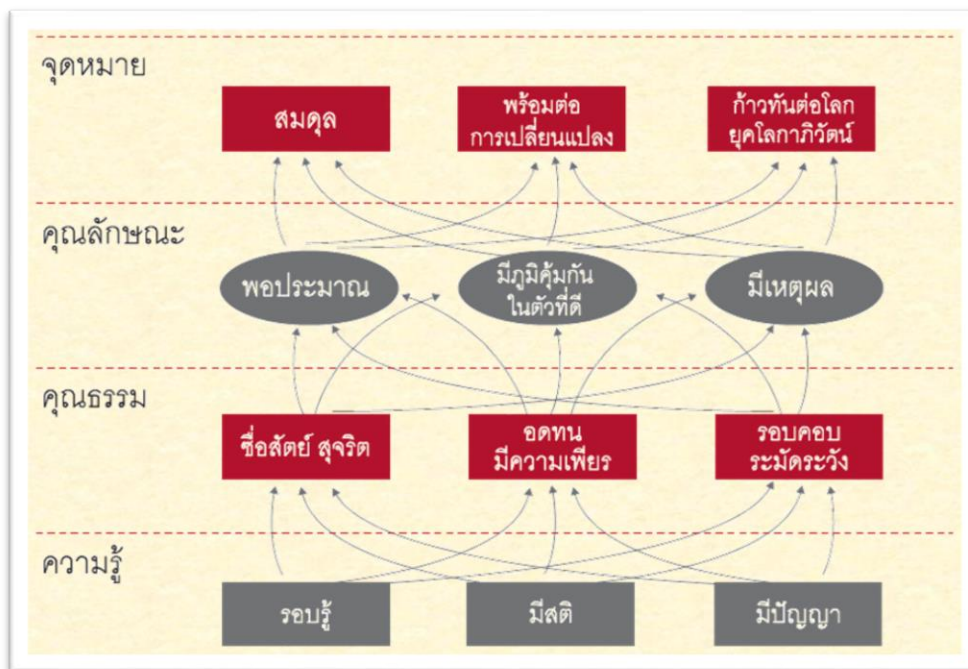 จุดหมาย
สมดุล
พร้อมต่อ
การเปลี่ยนแปลง
ก้าวทันต่อโลก
ยุคโลกาภิวัตน์
คุณลักษณะ
พอประมาณ
มีภูมิคุ้มกัน
ในตัวที่ดี
มีเหตุผล
คุณธรรม
ซื่อสัตย์ สุจริต
อดทน
มีความเพียร
รอบคอบ
ระมัดระวัง
ความรู้
รอบรู้
มีสติ
มีปัญญา